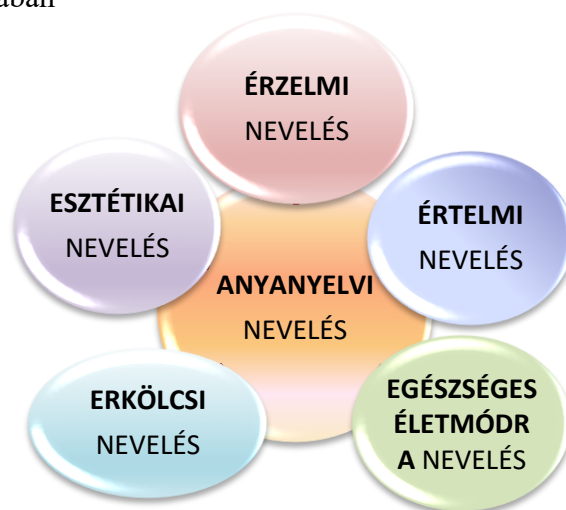 ÉRZELMI
NEVELÉS
ESZTÉTIKAI
NEVELÉS
ÉRTELMI
NEVELÉS
ANYANYELVI
NEVELÉS
ERKÖLCSI
NEVELÉS
EGÉSZSÉGES
ÉLETMÓDR
A NEVELÉS